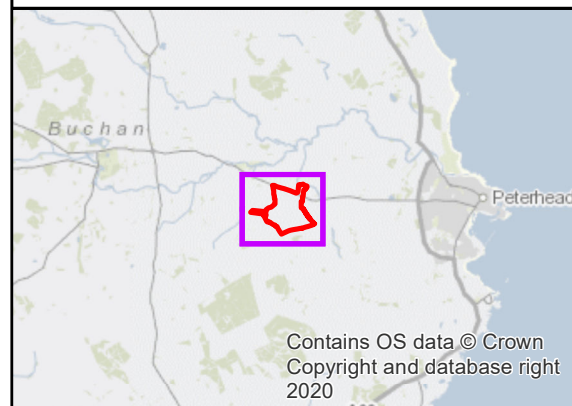 Buchan
Peterhead
Contains OS data © Crown
Copyright and database right
2020